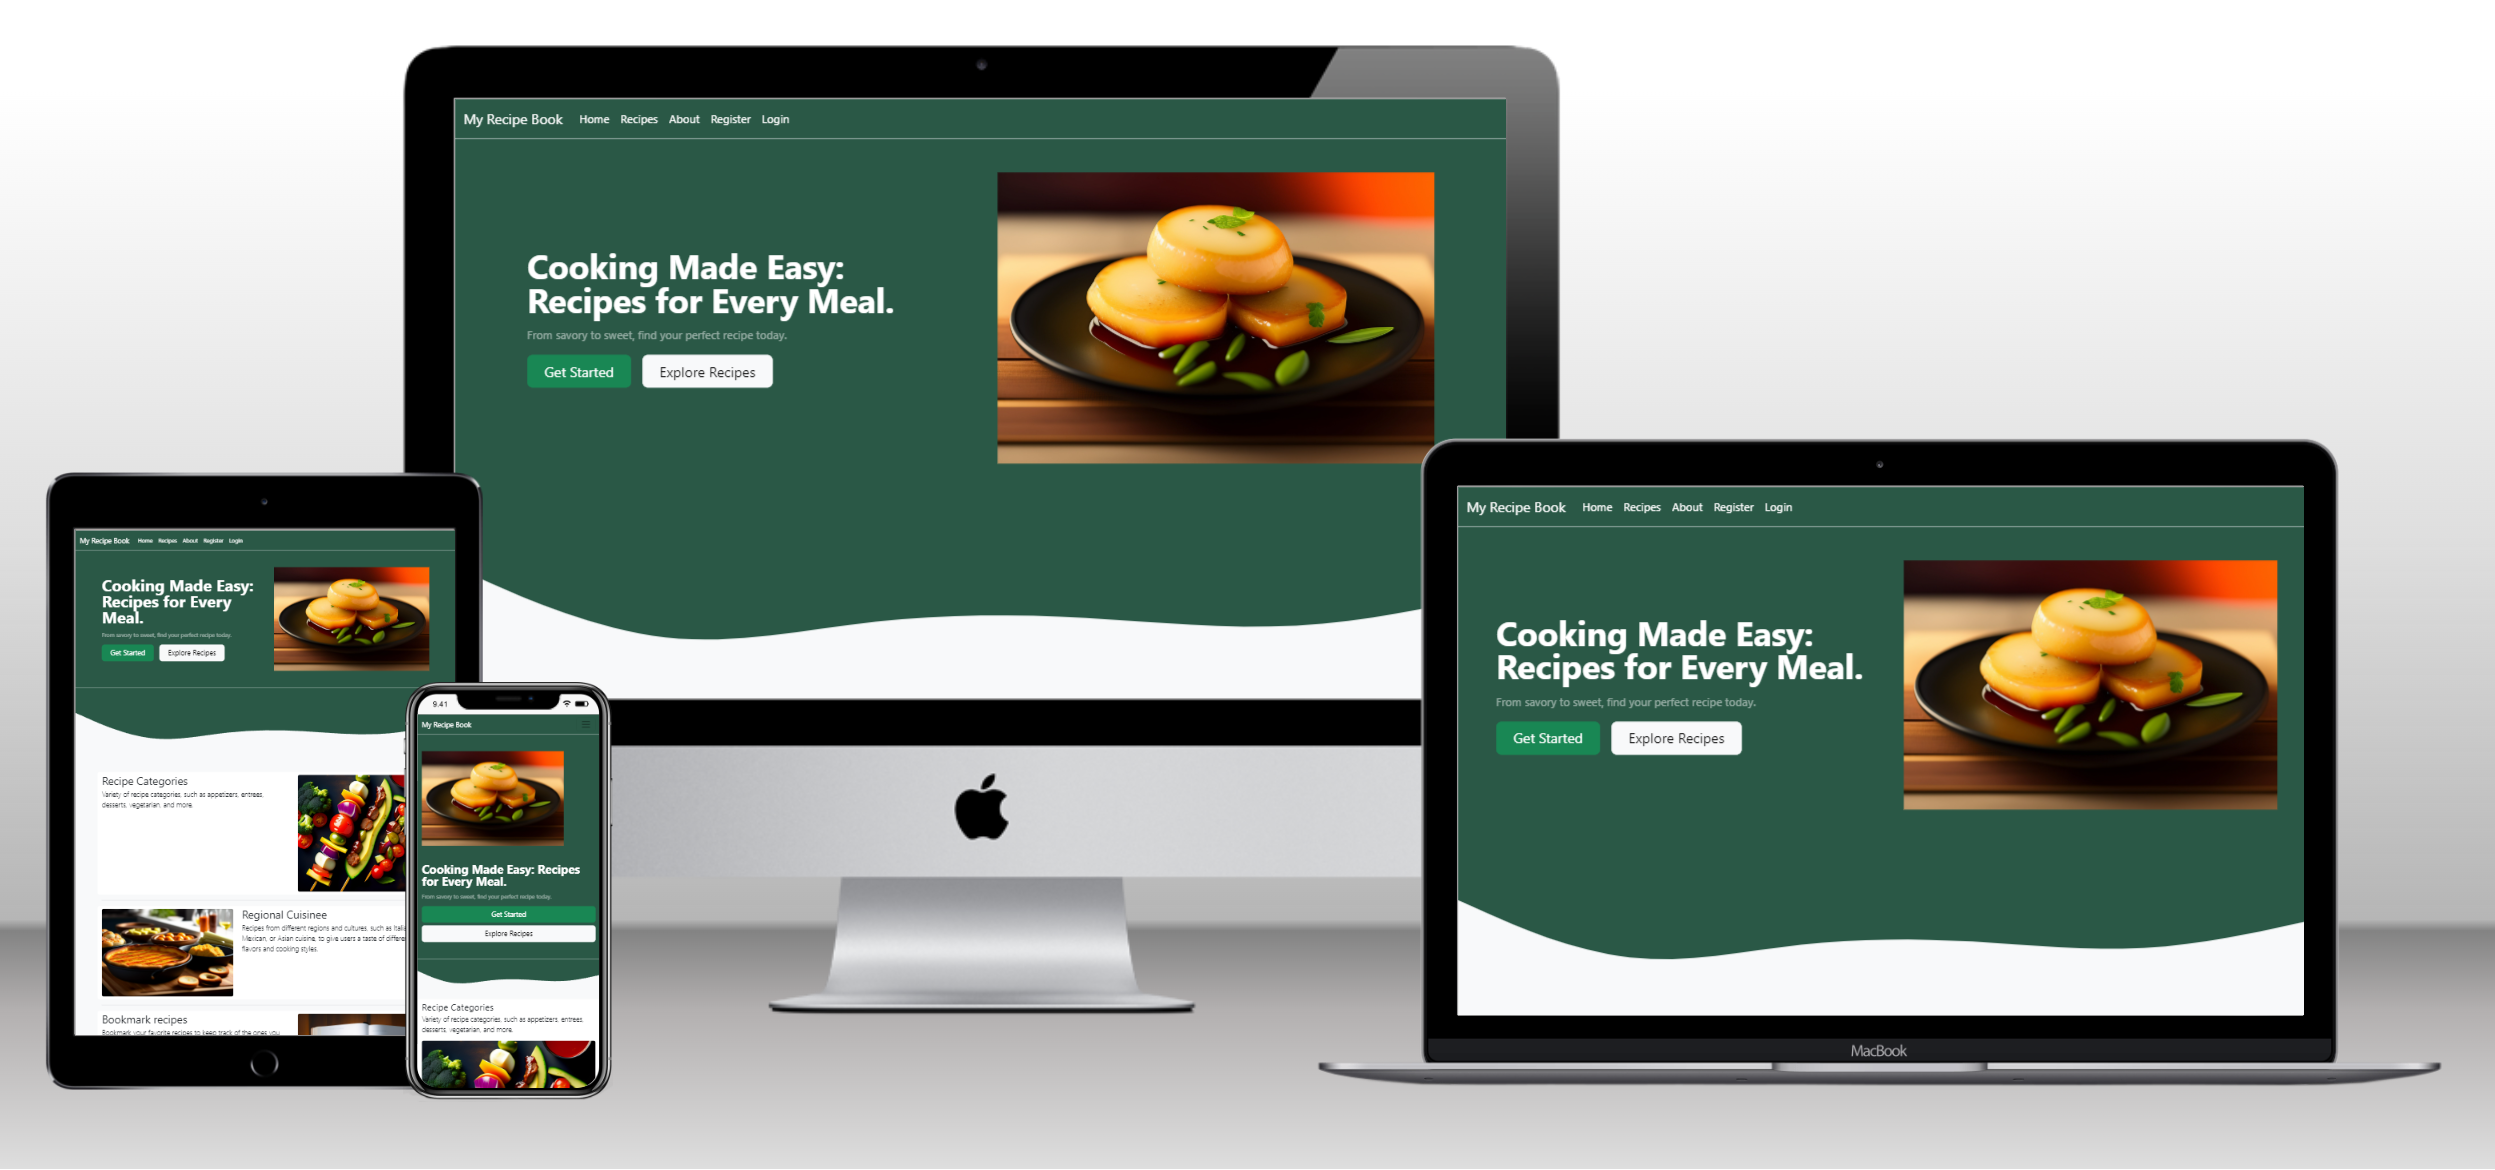 My Recipe Book Home Recipes About Register Login
Cooking Made Easy:
Recipes for Every Meal.
From savory to sweet, find your perfect recipe today.
Get Started Explore Recipes
My Recipe Book Home Recipes About Register Login
Cooking Made Easy:
Recipes for Every
Meal.
From savory to sweet, find your perfect recipe today.
Get Started Explore Recipes
Recipe Categories
Variety of recipe categories, such as appetizers, entrees,
desserts, vegetarian, and more.
Regional Cuisinee
Recipes from different regions and cultures, such as Itali
Mexican, or Asian cuisine, to give users a taste of differe
flavors and cooking styles.
Bookmark recipes
Bookmark your favorite recipes to keep track of the ones you
9.41
My Recipe Book
Cooking Made Easy: Recipes
for Every Meal.
From savory to sweet, find your perfect recipe today.
Get Started
Explore Recipes
Recipe Categories
Variety of recipe categories, such as appetizers, entrees,
desserts, vegetarian, and more.
My Recipe Book Home Recipes About Register Login
Cooking Made Easy:
Recipes for Every Meal.
From savory to sweet, find your perfect recipe today.
Get Started Explore Recipes
MacBook